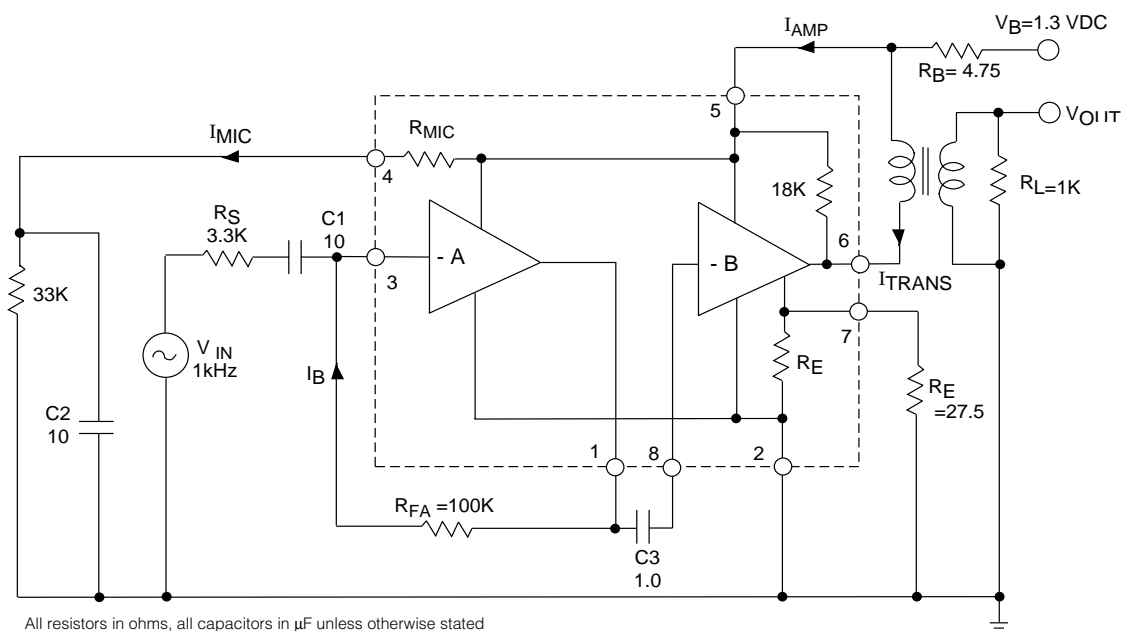 I_AMP
V_B=1.3 VDC
R_B= 4.75
5
V_OUT
I_MIC
R_MIC
4
18K
R_L=1K
R_S
3.3K
C1
10
- A
- B
6
3
I_TRANS
33K
7
V_IN
1kHz
R_E
I_B
R_E
=27.5
C2
10
1
8
2
R_FA =100K
C3
1.0
All resistors in ohms, all capacitors in µF unless otherwise stated